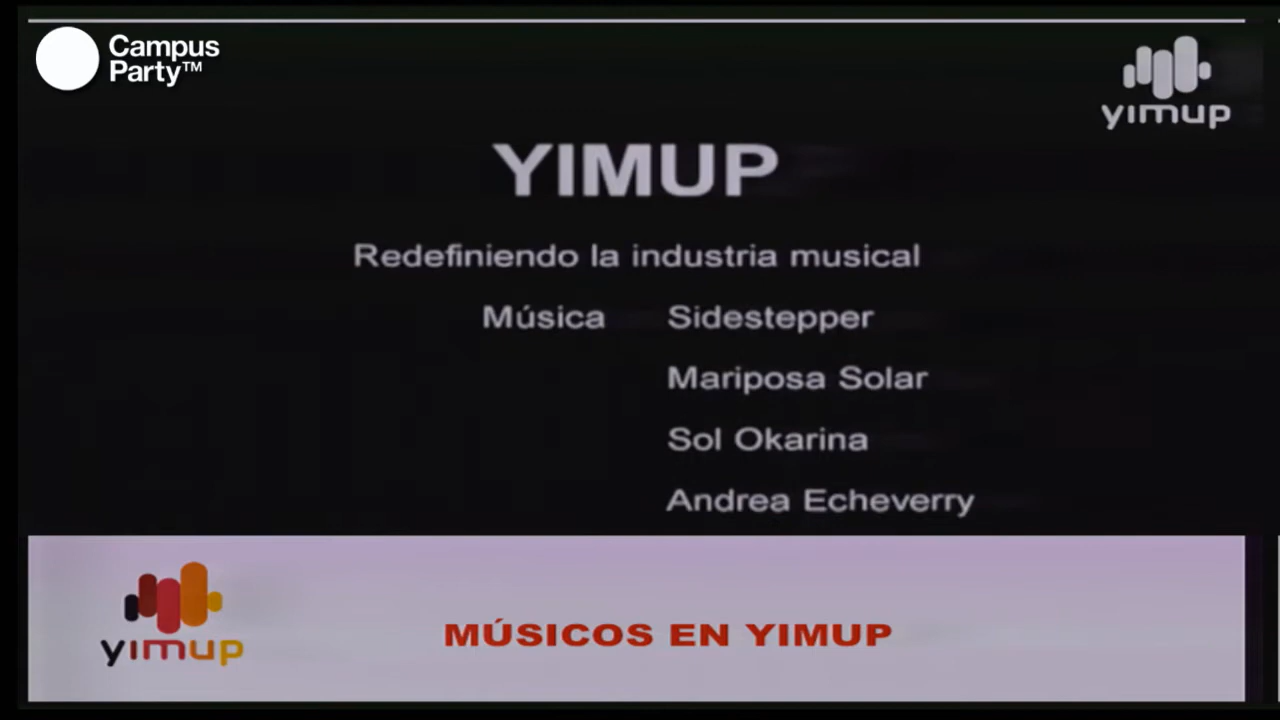 Campus
Party™
yimup
YIMUP
Redefiniendo la industria musical
Música Sidestepper
Mariposa Solar
Sol Okarina
Andrea Echeverry
yimup
MÚSICOS EN YIMUP